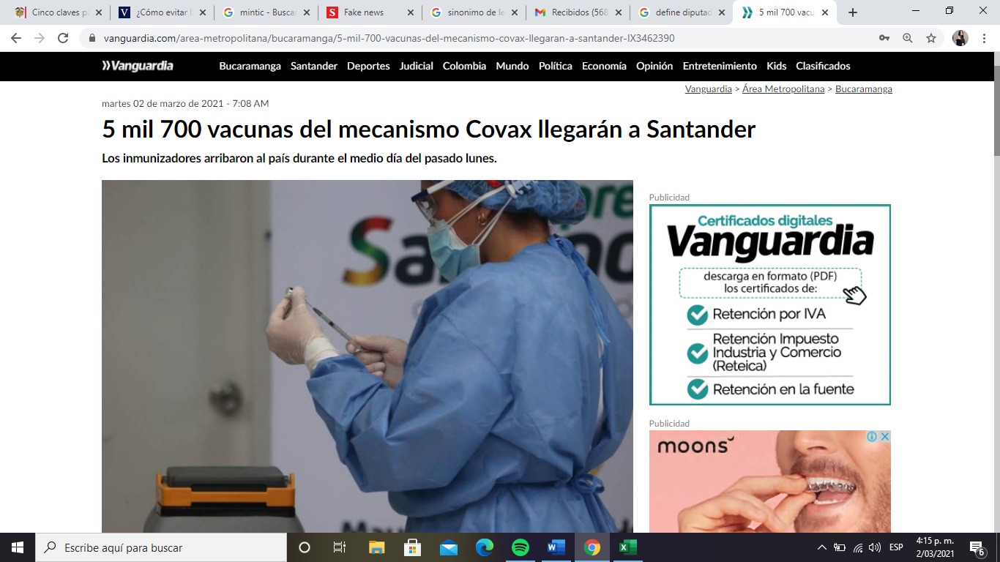 Cinco claves pa
¿Cómo evitar l
mintic - Busca
Fake news
sinonimo de le
Recibidos (568
define diputad
5 mil 700 vacu
vanguardia.com/area-metropolitana/bucaramanga/5-mil-700-vacunas-del-mecanismo-covax-llegaran-a-santander-IX3462390
Vanguardia
Bucaramanga Santander Deportes Judicial Colombia Mundo Política Economía Opinión Entretenimiento Kids Clasificados
Vanguardia > Área Metropolitana > Bucaramanga
martes 02 de marzo de 2021 - 7:08 AM
5 mil 700 vacunas del mecanismo Covax llegarán a Santander
Los inmunizadores arribaron al país durante el medio día del pasado lunes.
Publicidad
Certificados digitales
Vanguardia
descarga en formato (PDF)
los certificados de:
Retención por IVA
Retención Impuesto
Industria y Comercio
(Reteica)
Retención en la fuente
Publicidad
moons
Escribe aquí para buscar
ESP
4:15 p. m.
2/03/2021
6